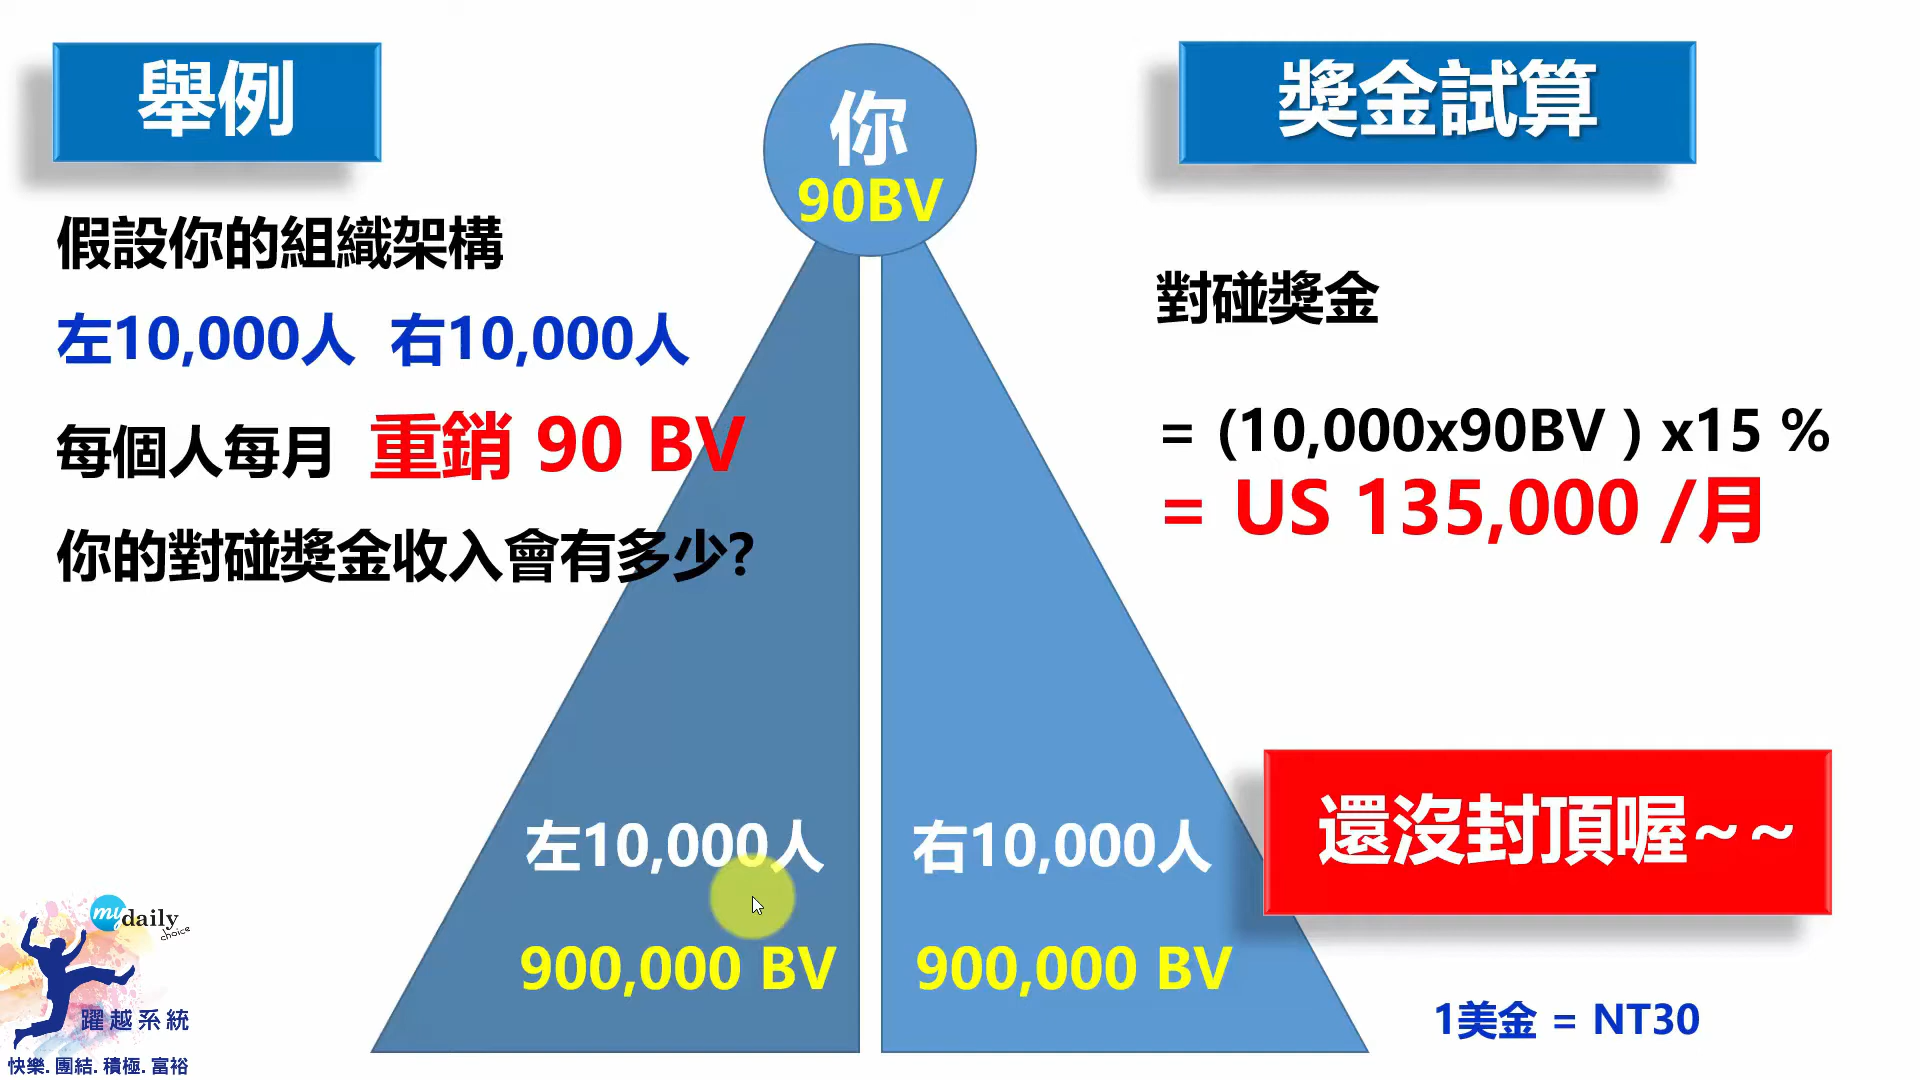 舉例
假設你的組織架構
左10,000人 右10,000人
每個人每月 重銷 90 BV
你的對碰獎金收入會有多少?
你
90BV
左10,000人
900,000 BV
右10,000人
900,000 BV
獎金試算
對碰獎金
= (10,000x90BV ) x15 %
= US 135,000 /月
還沒封頂喔~~
1美金 = NT30
my daily choice
躍越系統
快樂. 團結. 積極. 富裕